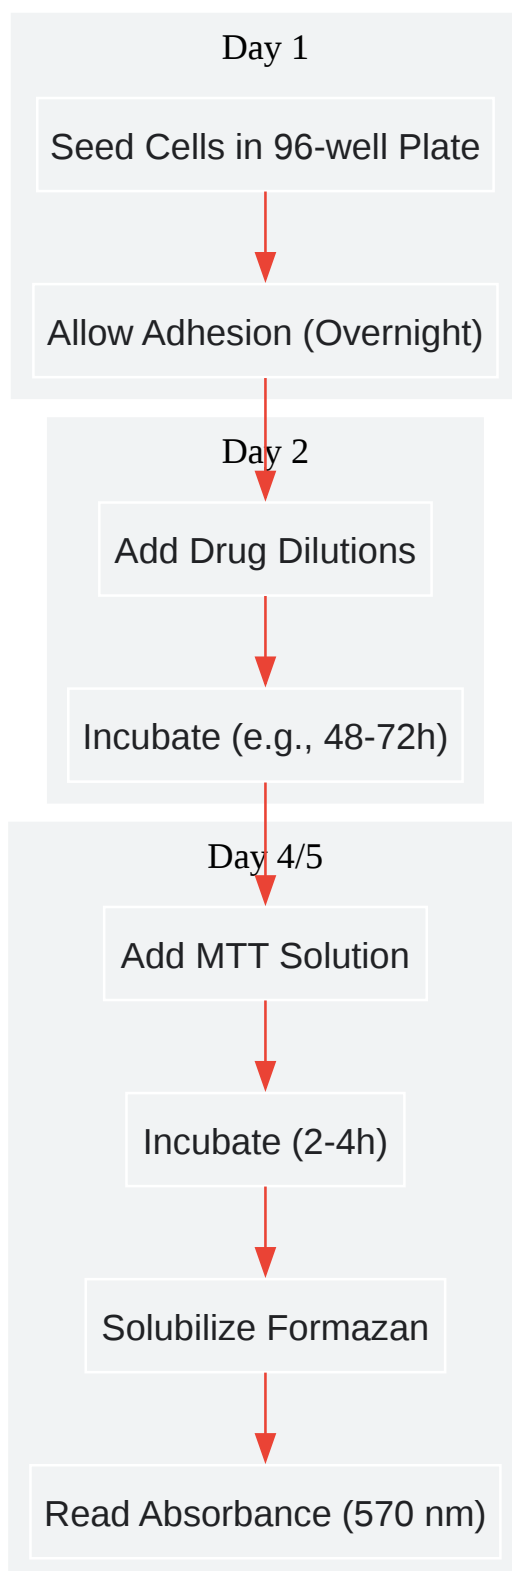 Day 1
Seed Cells in 96-well Plate
Allow Adhesion (Overnight)
Day 2
Add Drug Dilutions
Incubate (e.g., 48-72h)
Day 4/5
Add MTT Solution
Incubate (2-4h)
Solubilize Formazan
Read Absorbance (570 nm)